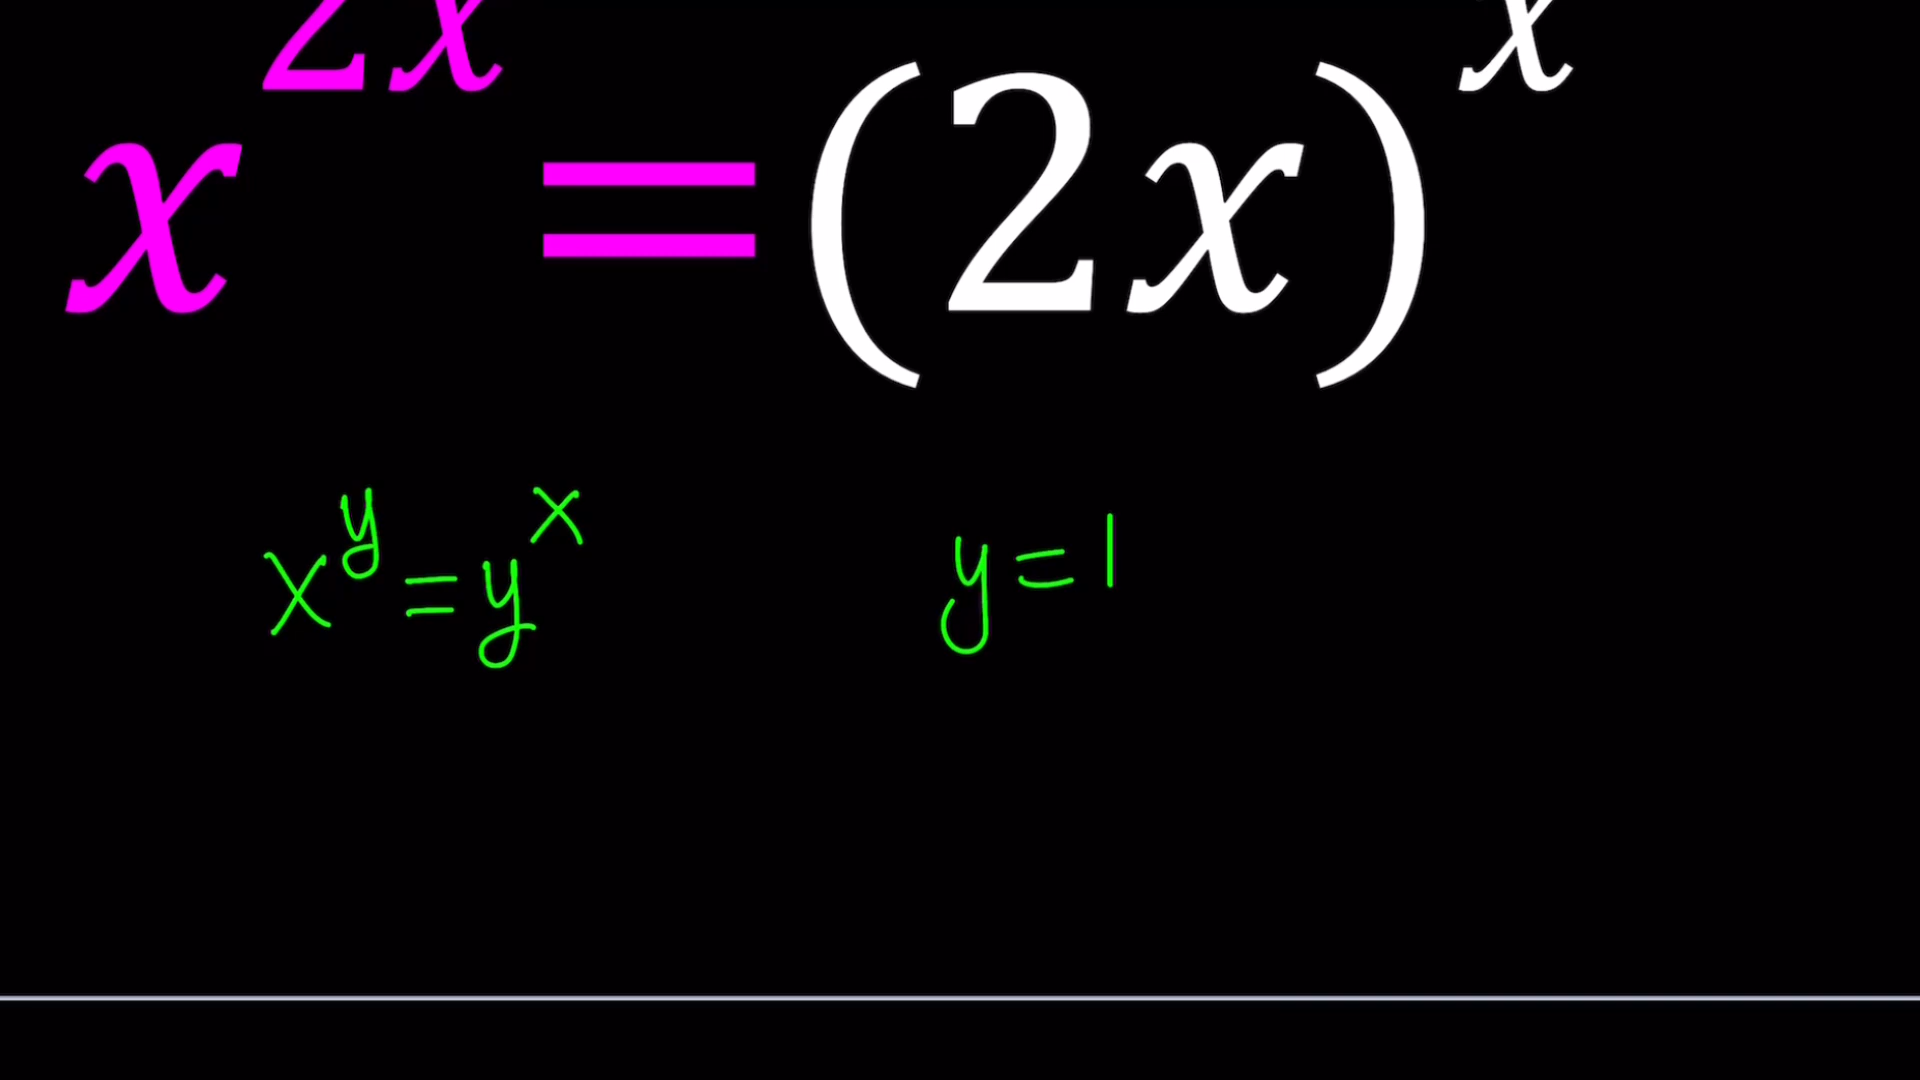 x^{2x} = (2x)^x
x^y = y^x
y = 1